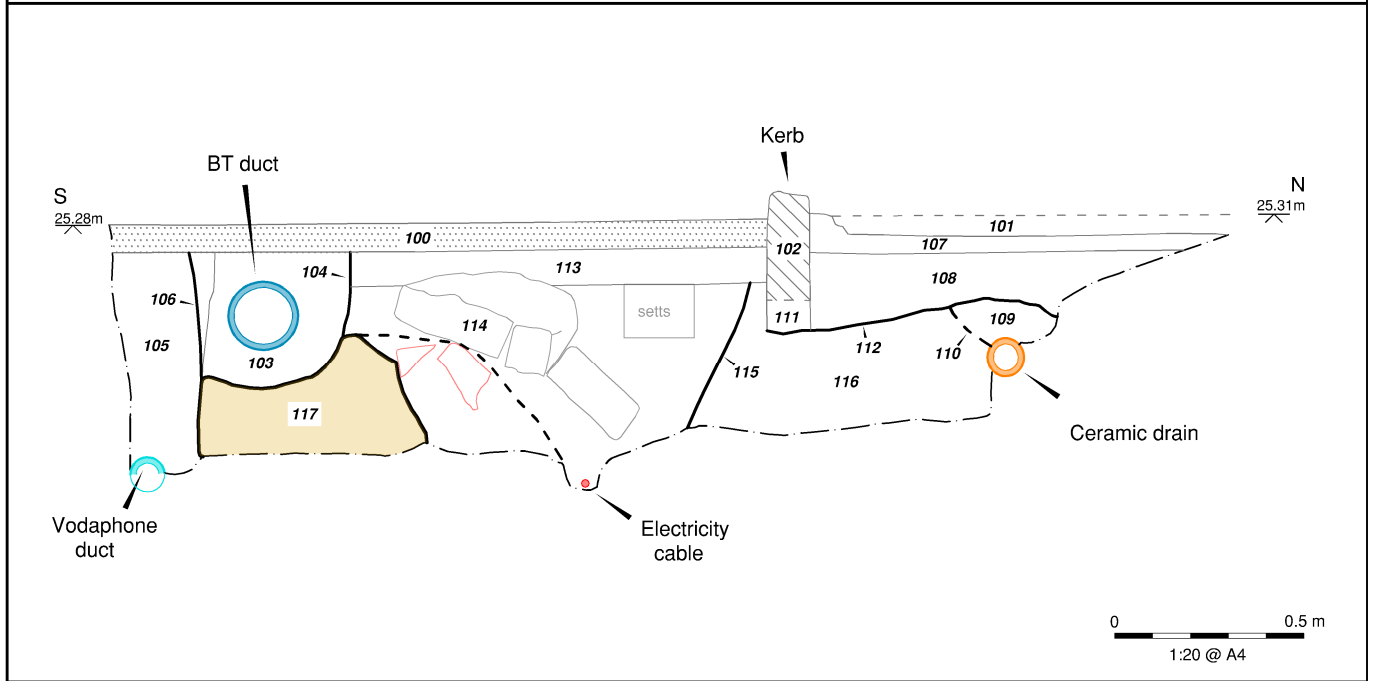 Kerb
BT duct
S
25.28m
N
25.31m
101
100
107
102
113
104
108
106
setts
111
109
114
105
112
110
103
115
116
117
Ceramic drain
Vodaphone
duct
Electricity
cable
0 0.5 m
1:20 @ A4